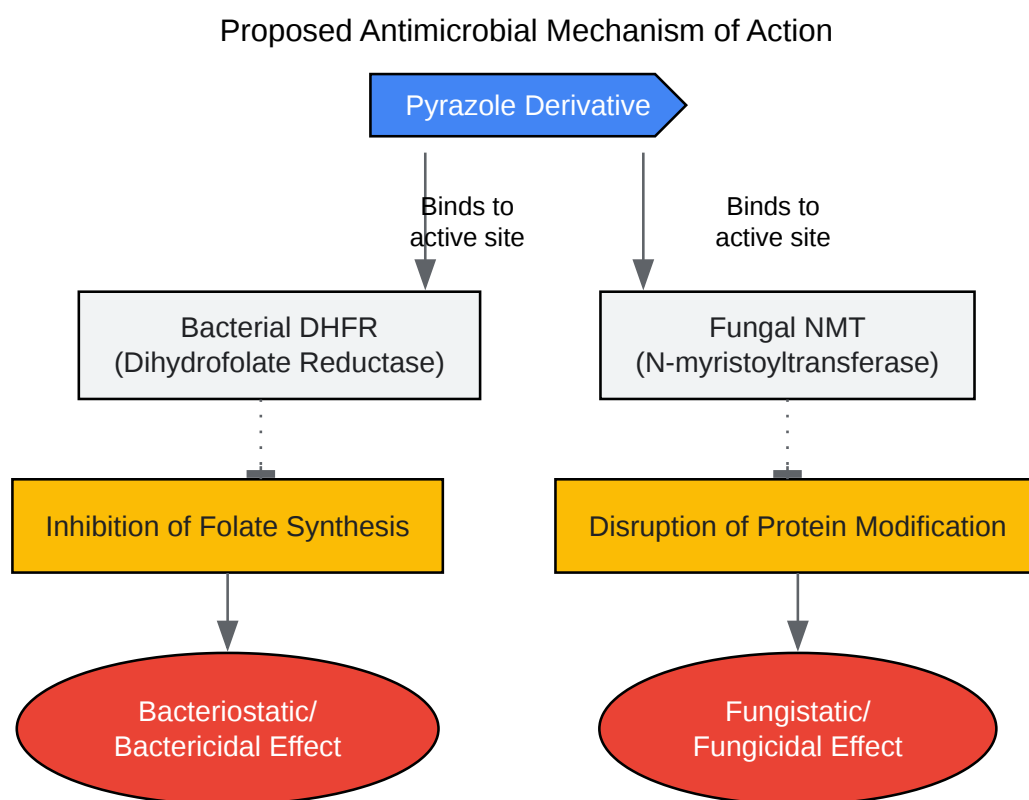 Proposed Antimicrobial Mechanism of Action
Pyrazole Derivative
Binds to
active site
Binds to
active site
Bacterial DHFR
(Dihydrofolate Reductase)
Fungal NMT
(N-myristoyltransferase)
Inhibition of Folate Synthesis
Disruption of Protein Modification
Bacteriostatic/
Bactericidal Effect
Fungistatic/
Fungicidal Effect